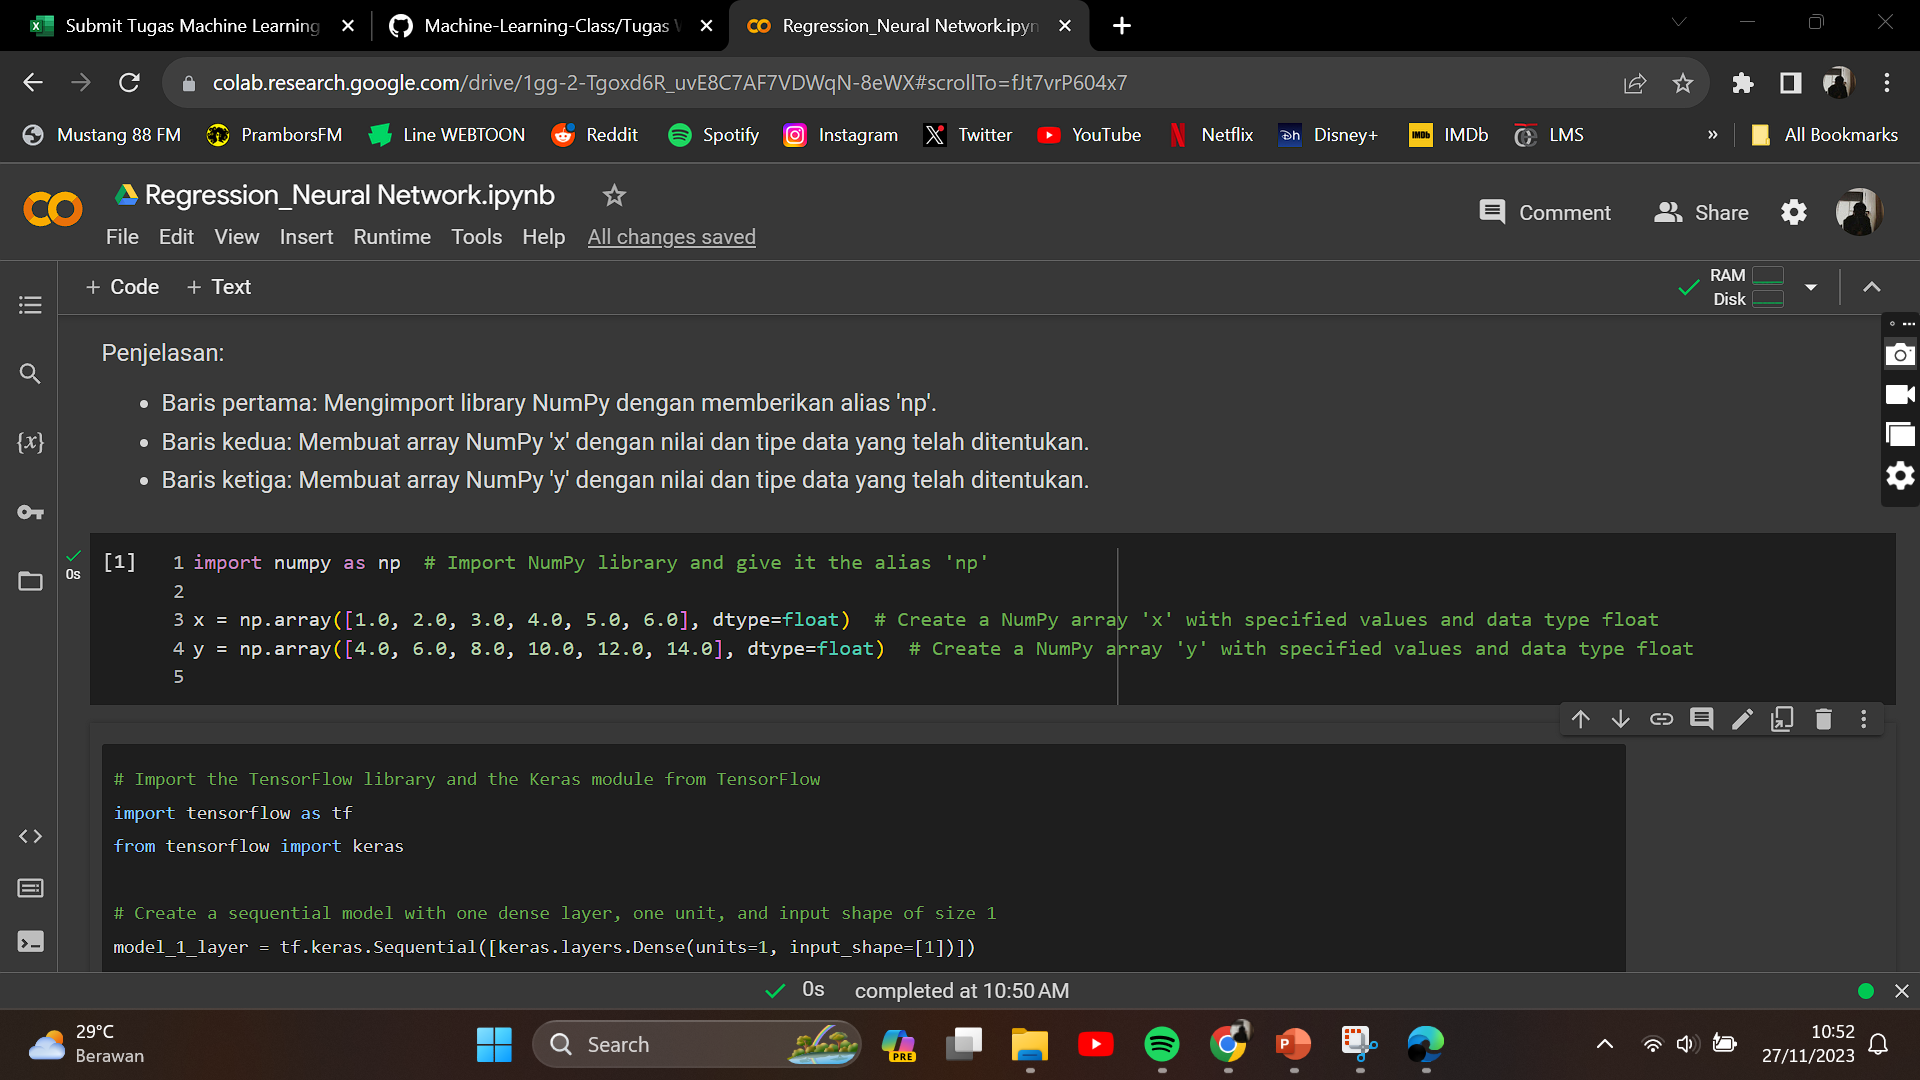 Submit Tugas Machine Learning
Machine-Learning-Class/Tugas
Regression_Neural Network.ipyn
colab.research.google.com/drive/1gg-2-Tgoxd6R_uvE8C7AF7VDWqN-8eWX#scrollTo=fJt7vrP604x7
Mustang 88 FM PramborsFM Line WEBTOON Reddit Spotify Instagram Twitter YouTube Netflix Disney+ IMDb LMS » All Bookmarks
Regression_Neural Network.ipynb
Comment Share
File Edit View Insert Runtime Tools Help All changes saved
+ Code + Text
RAM
Disk
Penjelasan:
• Baris pertama: Mengimport library NumPy dengan memberikan alias 'np'.
• Baris kedua: Membuat array NumPy 'x' dengan nilai dan tipe data yang telah ditentukan.
• Baris ketiga: Membuat array NumPy 'y' dengan nilai dan tipe data yang telah ditentukan.
0s
[1]
1 import numpy as np  # Import NumPy library and give it the alias 'np'
2
3 x = np.array([1.0, 2.0, 3.0, 4.0, 5.0, 6.0], dtype=float)  # Create a NumPy array 'x' with specified values and data type float
4 y = np.array([4.0, 6.0, 8.0, 10.0, 12.0, 14.0], dtype=float)  # Create a NumPy array 'y' with specified values and data type float
5
# Import the TensorFlow library and the Keras module from TensorFlow
import tensorflow as tf
from tensorflow import keras
# Create a sequential model with one dense layer, one unit, and input shape of size 1
model_1_layer = tf.keras.Sequential([keras.layers.Dense(units=1, input_shape=[1])])
0s completed at 10:50 AM
29°C
Berawan
Search
PRE
10:52
27/11/2023